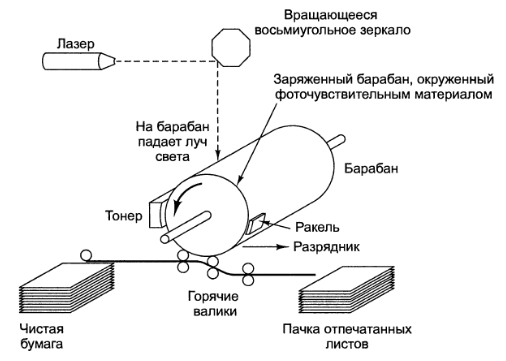 Вращающееся
восьмиугольное зеркало
Лазер
Заряженный барабан, окруженный
фоточувствительным материалом
На барабан
падает луч
света
Барабан
Тонер
Ракель
Разрядник
Горячие
валики
Чистая
бумага
Пачка отпечатанных
листов